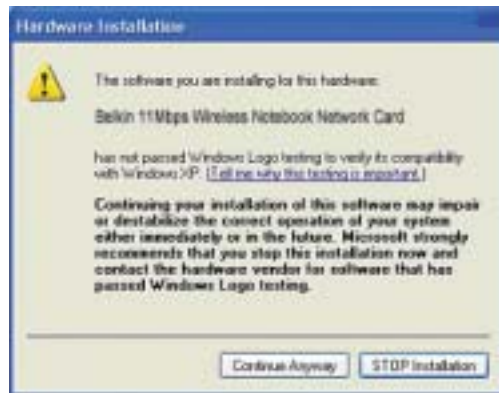 Hardware Installation
The software you are installing for this hardware:
Belkin 11Mbps Wireless Notebook Network Card
has not passed Windows Logo testing to verify its compatibility
with Windows XP. (Tell me why this testing is important.)
Continuing your installation of this software may impair
or destabilize the correct operation of your system
either immediately or in the future. Microsoft strongly
recommends that you stop this installation now and
contact the hardware vendor for software that has
passed Windows Logo testing.
Continue Anyway
STOP Installation